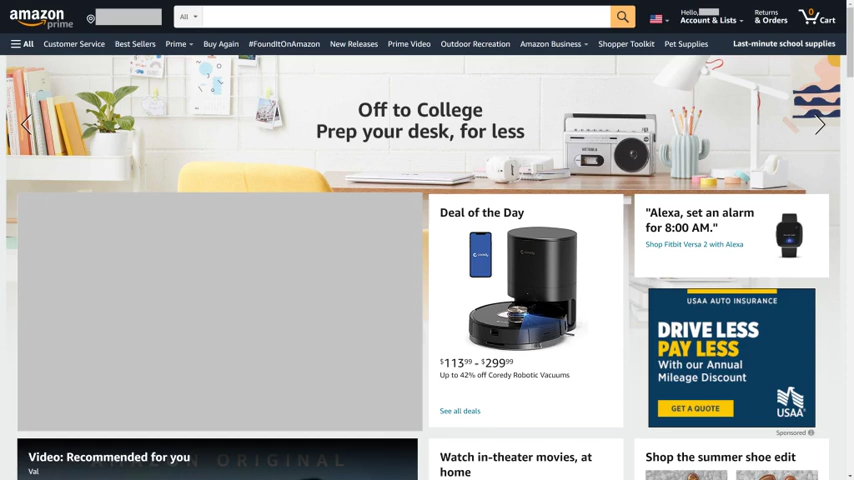 amazon
prime
All
Hello,
Account & Lists
Returns
& Orders
0
Cart
All
Customer Service
Best Sellers
Prime
Buy Again
#FoundItOnAmazon
New Releases
Prime Video
Outdoor Recreation
Amazon Business
Shopper Toolkit
Pet Supplies
Last-minute school supplies
Off to College
Prep your desk, for less
Deal of the Day
$113⁹⁹ - $299⁹⁹
Up to 42% off Coredy Robotic Vacuums
See all deals
"Alexa, set an alarm
for 8:00 AM."
Shop Fitbit Versa 2 with Alexa
USAA AUTO INSURANCE
DRIVE LESS
PAY LESS
With our Annual
Mileage Discount
GET A QUOTE
USAA
Sponsored
Video: Recommended for you
AMAZON ORIGINAL
Val
Watch in-theater movies, at
home
Shop the summer shoe edit